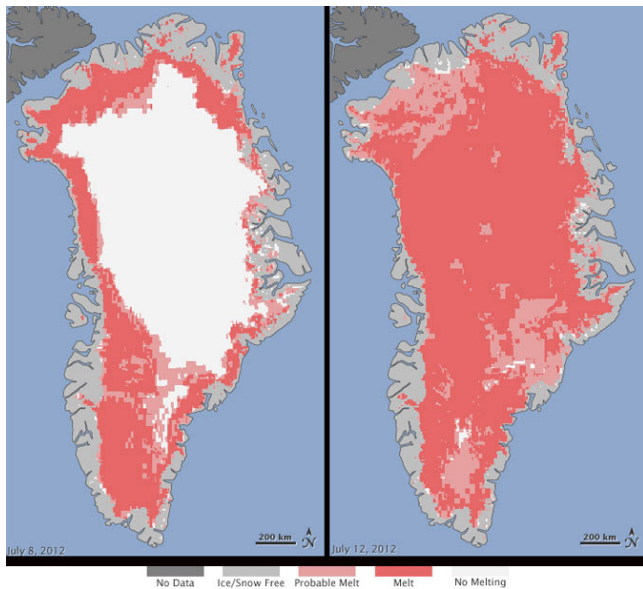 200 km
N
July 8, 2012
200 km
N
July 12, 2012
No Data
Ice/Snow Free
Probable Melt
Melt
No Melting